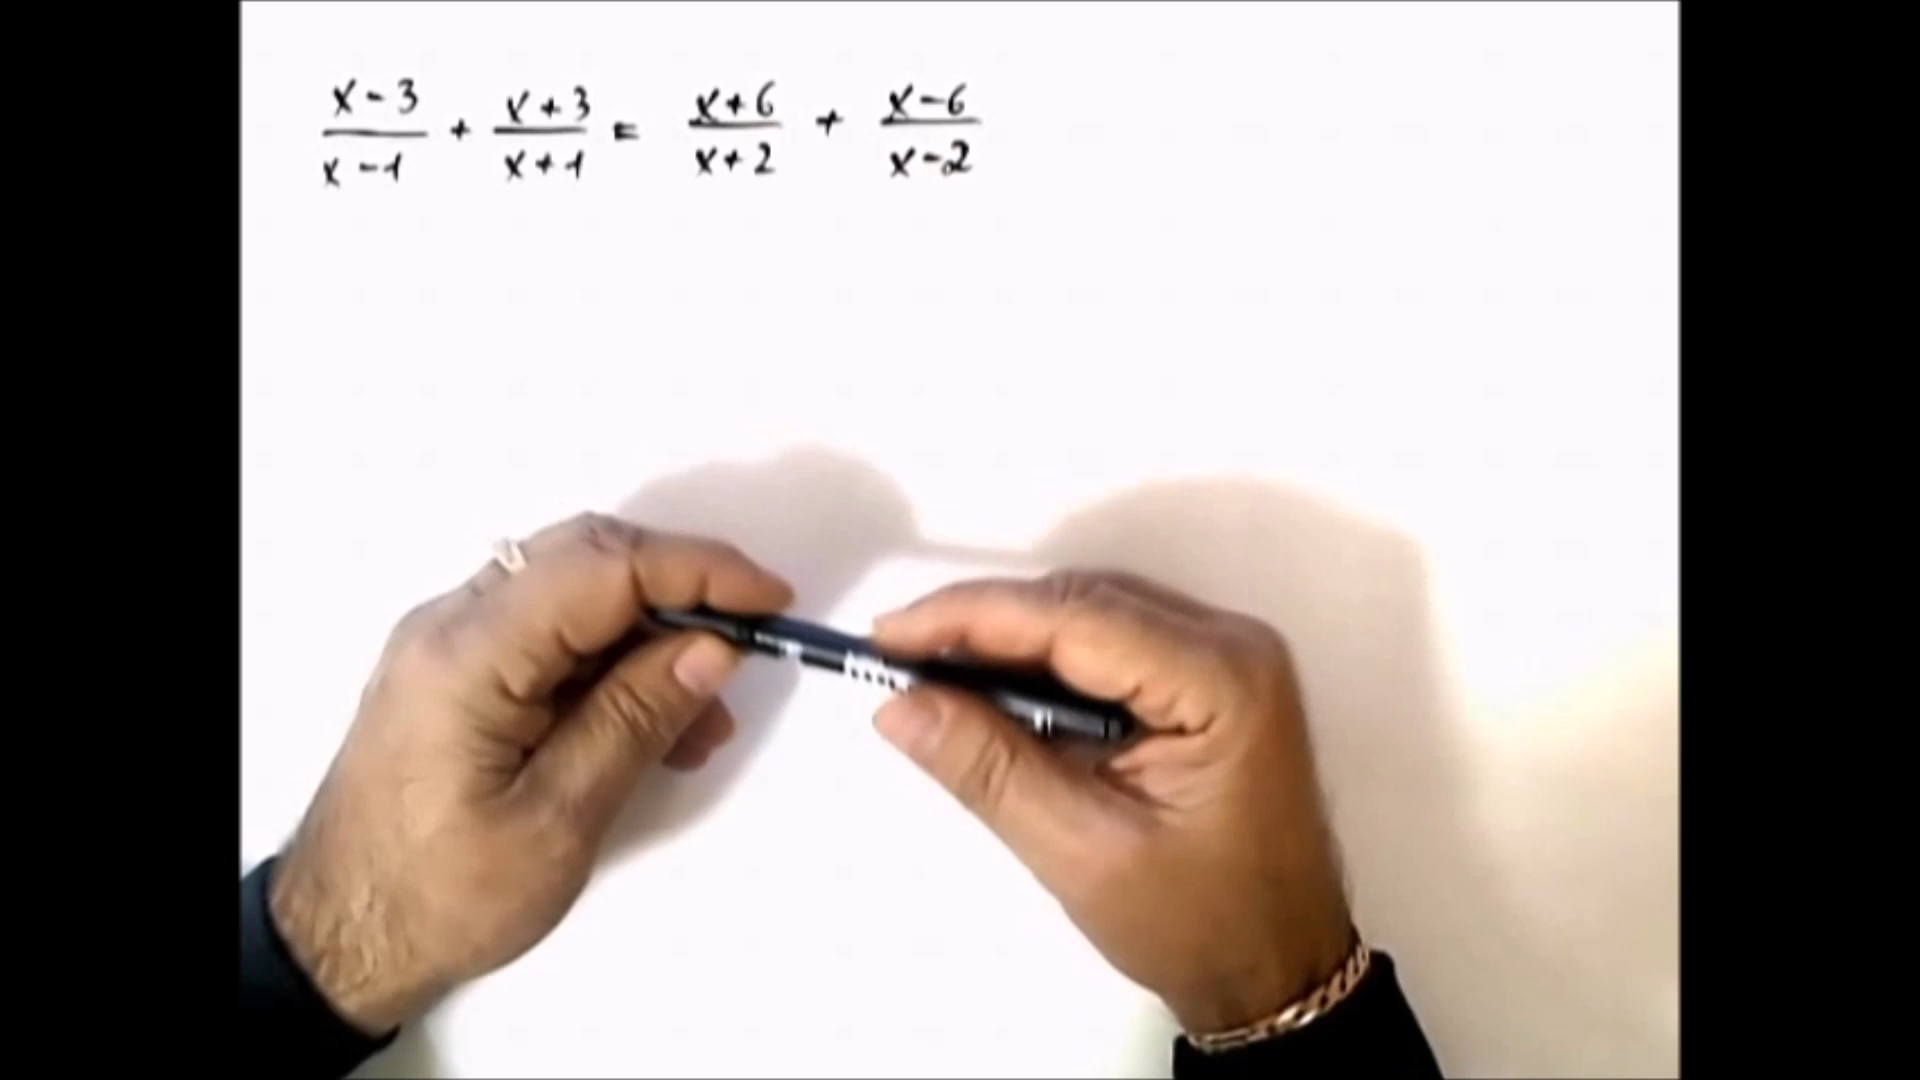 x-3/x-1 + x+3/x+1 = x+6/x+2 + x-6/x-2